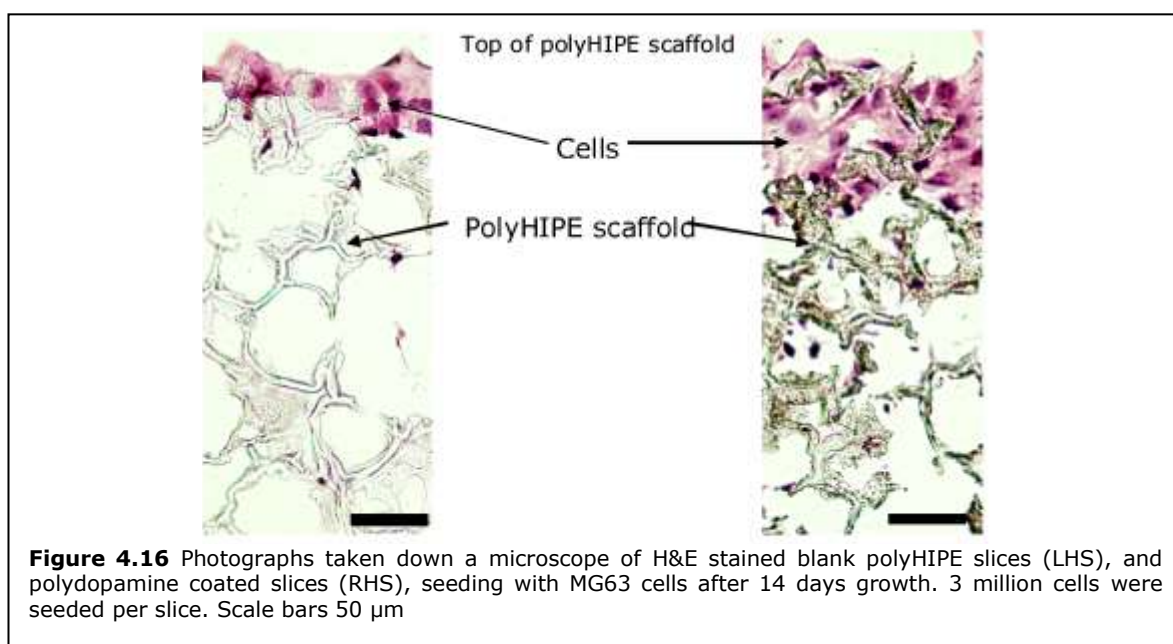 Top of polyHIPE scaffold
Cells
PolyHIPE scaffold
Figure 4.16 Photographs taken down a microscope of H&E stained blank polyHIPE slices (LHS), and
polydopamine coated slices (RHS), seeding with MG63 cells after 14 days growth. 3 million cells were
seeded per slice. Scale bars 50 µm